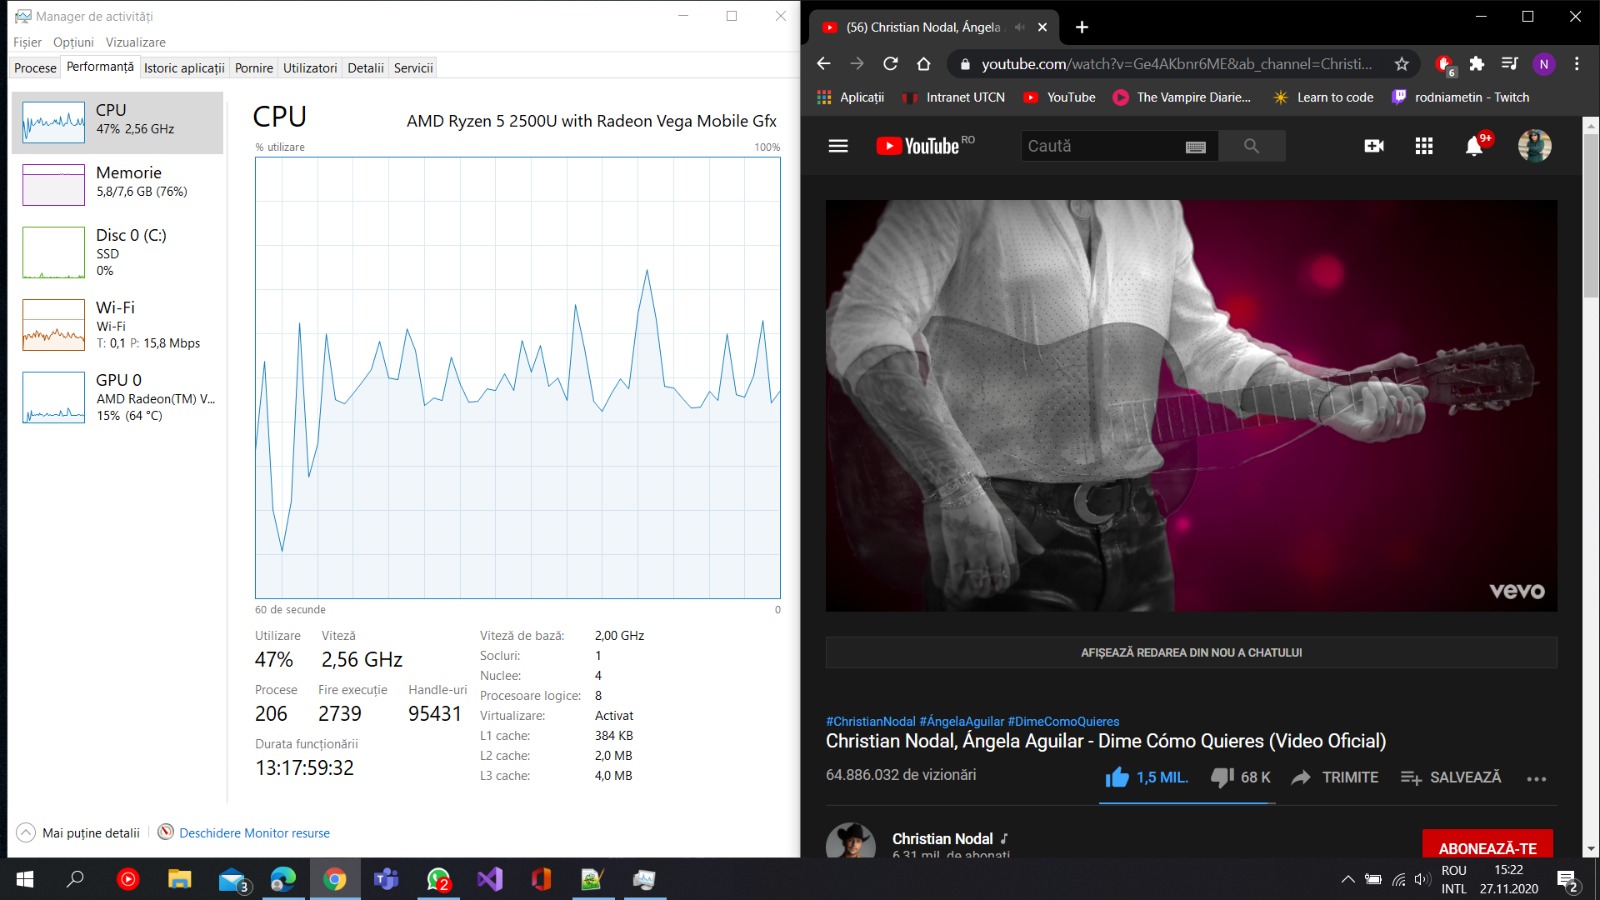 Manager de activități
Fișier Opțiuni Vizualizare
Procese Performanță Istoric aplicații Pornire Utilizatori Detalii Servicii
CPU
47% 2,56 GHz
Memorie
5,8/7,6 GB (76%)
Disc 0 (C:)
SSD
0%
Wi-Fi
Wi-Fi
T: 0,1 P: 15,8 Mbps
GPU 0
AMD Radeon(TM) V...
15% (64 °C)
CPU AMD Ryzen 5 2500U with Radeon Vega Mobile Gfx
% utilizare 100%
60 de secunde 0
Utilizare Viteză
47% 2,56 GHz
Procese Fire execuție Handle-uri
206 2739 95431
Durata funcționării
13:17:59:32
Viteză de bază: 2,00 GHz
Socluri: 1
Nuclee: 4
Procesoare logice: 8
Virtualizare: Activat
L1 cache: 384 KB
L2 cache: 2,0 MB
L3 cache: 4,0 MB
Mai puține detalii Deschidere Monitor resurse
(56) Christian Nodal, Ángela
youtube.com/watch?v=Ge4AKbnr6ME&ab_channel=Christi...
6
N
Aplicații Intranet UTCN YouTube The Vampire Diarie... Learn to code rodniametin - Twitch
YouTube RO
Caută
9+
vevo
AFIȘEAZĂ REDAREA DIN NOU A CHATULUI
#ChristianNodal #ÁngelaAguilar #DimeComoQuieres
Christian Nodal, Ángela Aguilar - Dime Cómo Quieres (Video Oficial)
64.886.032 de vizionări 1,5 MIL. 68 K TRIMITE SALVEAZĂ
Christian Nodal
6,31 mil. de abonați
ABONEAZĂ-TE
3
2
ROU
INTL
15:22
27.11.2020
2